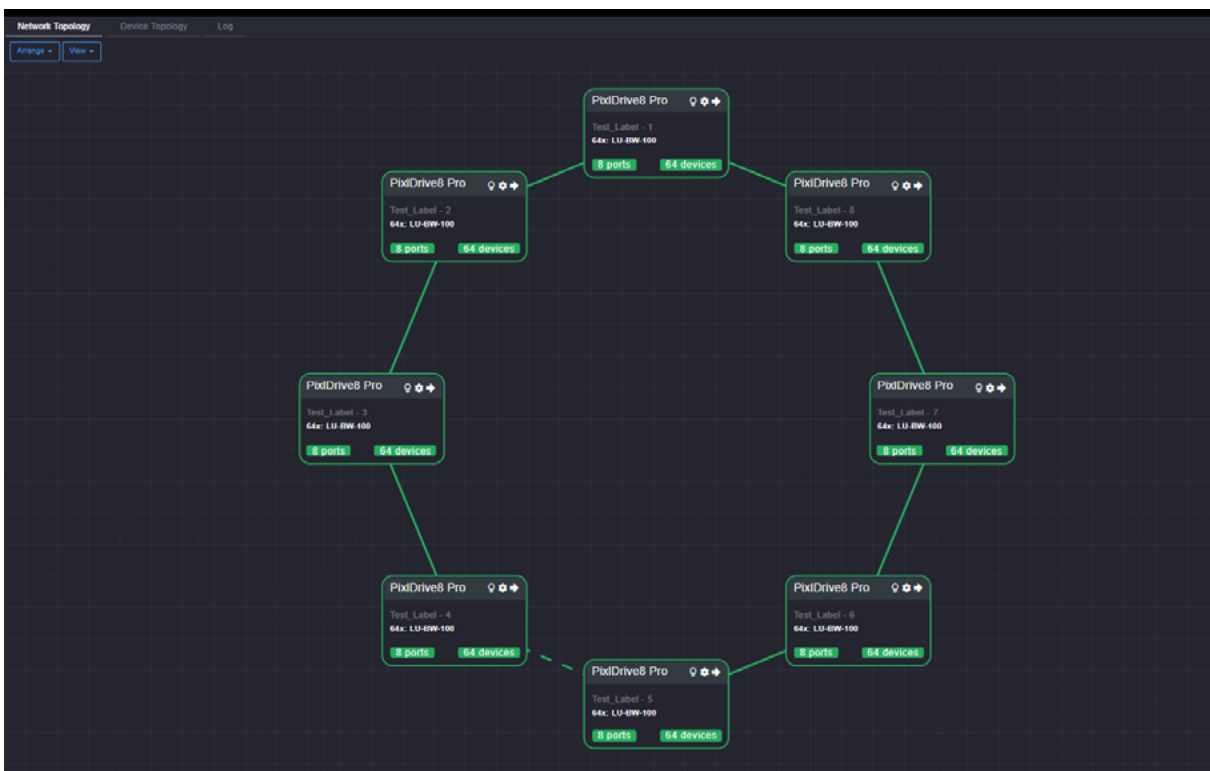 Network Topology Device Topology Log
Arrange View
PixlDrive8 Pro
Test_Label - 1
64x: LU-BW-100
8 ports 64 devices
PixlDrive8 Pro
Test_Label - 2
64x: LU-BW-100
8 ports 64 devices
PixlDrive8 Pro
Test_Label - 8
64x: LU-BW-100
8 ports 64 devices
PixlDrive8 Pro
Test_Label - 3
64x: LU-BW-100
8 ports 64 devices
PixlDrive8 Pro
Test_Label - 7
64x: LU-BW-100
8 ports 64 devices
PixlDrive8 Pro
Test_Label - 4
64x: LU-BW-100
8 ports 64 devices
PixlDrive8 Pro
Test_Label - 6
64x: LU-BW-100
8 ports 64 devices
PixlDrive8 Pro
Test_Label - 5
64x: LU-BW-100
8 ports 64 devices